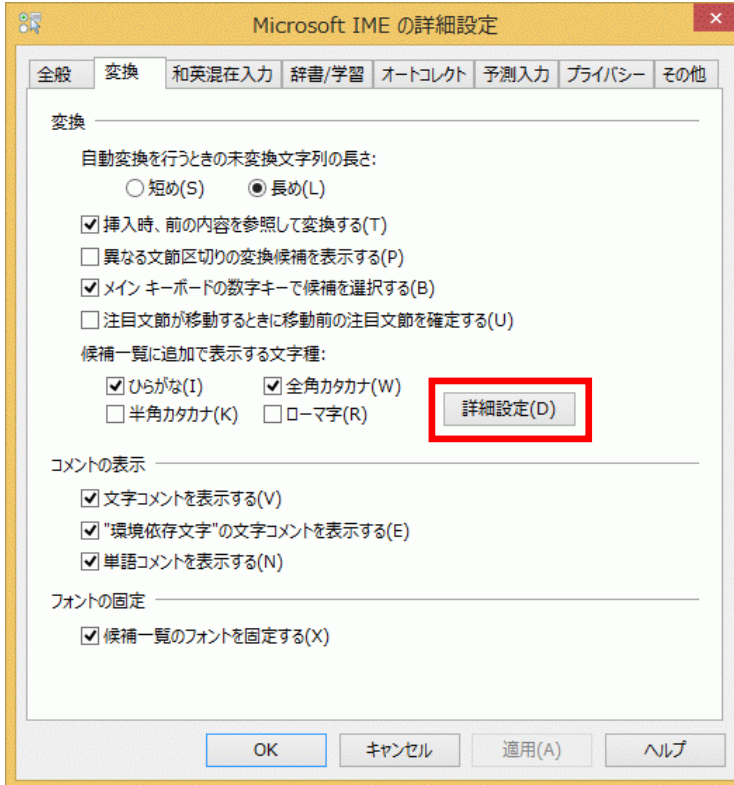 Microsoft IME の詳細設定
全般 変換 和英混在入力 辞書/学習 オートコレクト 予測入力 プライバシー その他
変換
自動変換を行うときの未変換文字列の長さ:
短め(S) 長め(L)
挿入時、前の内容を参照して変換する(T)
異なる文節区切りの変換候補を表示する(P)
メイン キーボードの数字キーで候補を選択する(B)
注目文節が移動するときに移動前の注目文節を確定する(U)
候補一覧に追加で表示する文字種:
ひらがな(I) 全角カタカナ(W)
半角カタカナ(K) ローマ字(R) 詳細設定(D)
コメントの表示
文字コメントを表示する(V)
"環境依存文字"の文字コメントを表示する(E)
単語コメントを表示する(N)
フォントの固定
候補一覧のフォントを固定する(X)
OK キャンセル 適用(A) ヘルプ